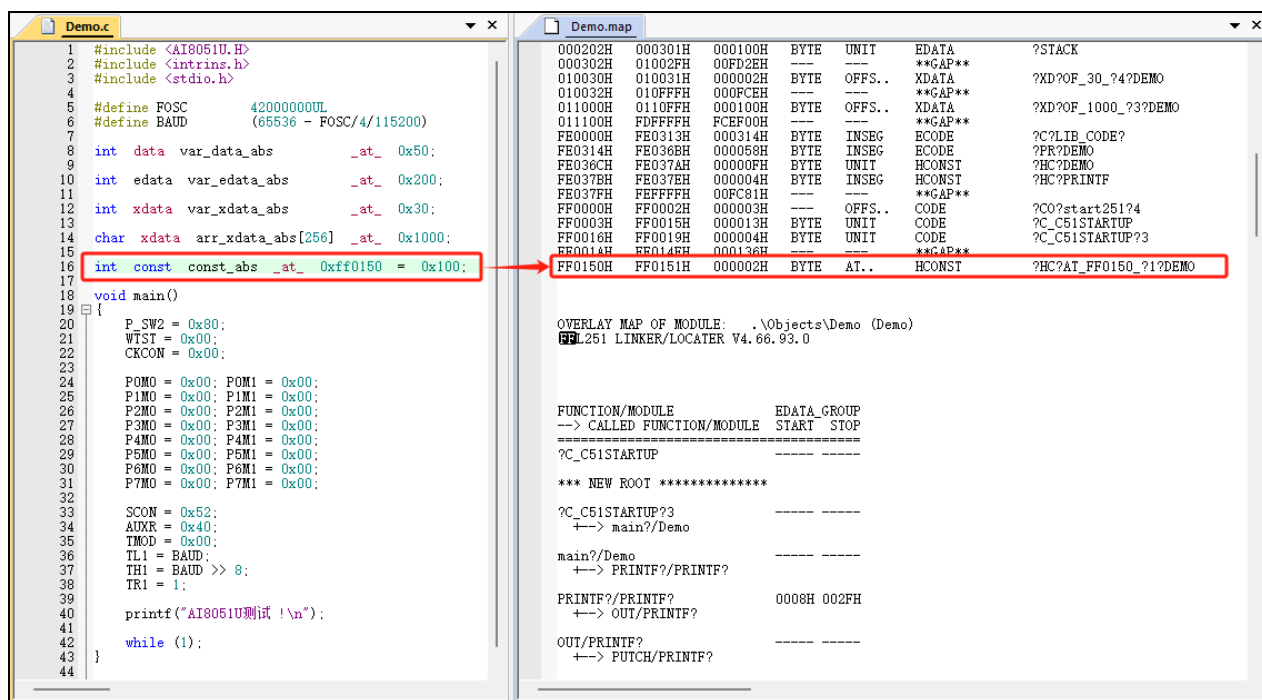 Demo.c
1 #include <AI8051U.H>
2 #include <intrins.h>
3 #include <stdio.h>
4
5 #define FOSC 42000000UL
6 #define BAUD (65536 - FOSC/4/115200)
7
8 int data var_data_abs _at_ 0x50;
9
10 int edata var_edata_abs _at_ 0x200;
11
12 int xdata var_xdata_abs _at_ 0x30;
13
14 char xdata arr_xdata_abs[256] _at_ 0x1000;
15
16 int const const_abs _at_ 0xff0150 = 0x100;
17
18 void main()
19 {
20 P_SW2 = 0x80;
21 WTST = 0x00;
22 CKCON = 0x00;
23
24 P0M0 = 0x00; P0M1 = 0x00;
25 P1M0 = 0x00; P1M1 = 0x00;
26 P2M0 = 0x00; P2M1 = 0x00;
27 P3M0 = 0x00; P3M1 = 0x00;
28 P4M0 = 0x00; P4M1 = 0x00;
29 P5M0 = 0x00; P5M1 = 0x00;
30 P6M0 = 0x00; P6M1 = 0x00;
31 P7M0 = 0x00; P7M1 = 0x00;
32
33 SCON = 0x52;
34 AUXR = 0x40;
35 TMOD = 0x00;
36 TL1 = BAUD;
37 TH1 = BAUD >> 8;
38 TR1 = 1;
39
40 printf("AI8051U测试 !\n");
41
42 while (1);
43 }
44
Demo.map
000202H 000301H 000100H BYTE UNIT EDATA ?STACK
000302H 01002FH 00FD2EH --- --- **GAP**
010030H 010031H 000002H BYTE OFFS.. XDATA ?XD?OF_30_?4?DEMO
010032H 010FFFH 000FCEH --- --- **GAP**
011000H 0110FFH 000100H BYTE OFFS.. XDATA ?XD?OF_1000_?3?DEMO
011100H FDFFFFH FCEF00H --- --- **GAP**
FE0000H FE0313H 000314H BYTE INSEG ECODE ?C?LIB_CODE?
FE0314H FE036BH 000058H BYTE INSEG ECODE ?PR?DEMO
FE036CH FE037AH 00000FH BYTE UNIT HCONST ?HC?DEMO
FE037BH FE037EH 000004H BYTE INSEG HCONST ?HC?PRINTF
FE037FH FEFFFFH 00FC81H --- --- **GAP**
FF0000H FF0002H 000003H --- OFFS.. CODE ?CO?start251?4
FF0003H FF0015H 000013H BYTE UNIT CODE ?C_C51STARTUP
FF0016H FF0019H 000004H BYTE UNIT CODE ?C_C51STARTUP?3
FF001AH FF014FH 000136H --- --- **GAP**
FF0150H FF0151H 000002H BYTE AT.. HCONST ?HC?AT_FF0150_?1?DEMO
OVERLAY MAP OF MODULE: .\Objects\Demo (Demo)
FFL251 LINKER/LOCATER V4.66.93.0
FUNCTION/MODULE EDATA_GROUP
--> CALLED FUNCTION/MODULE START STOP
=======================================
?C_C51STARTUP ----- -----
*** NEW ROOT **************
?C_C51STARTUP?3 ----- -----
+--> main?/Demo
main?/Demo ----- -----
+--> PRINTF?/PRINTF?
PRINTF?/PRINTF? 0008H 002FH
+--> OUT/PRINTF?
OUT/PRINTF? ----- -----
+--> PUTCH/PRINTF?